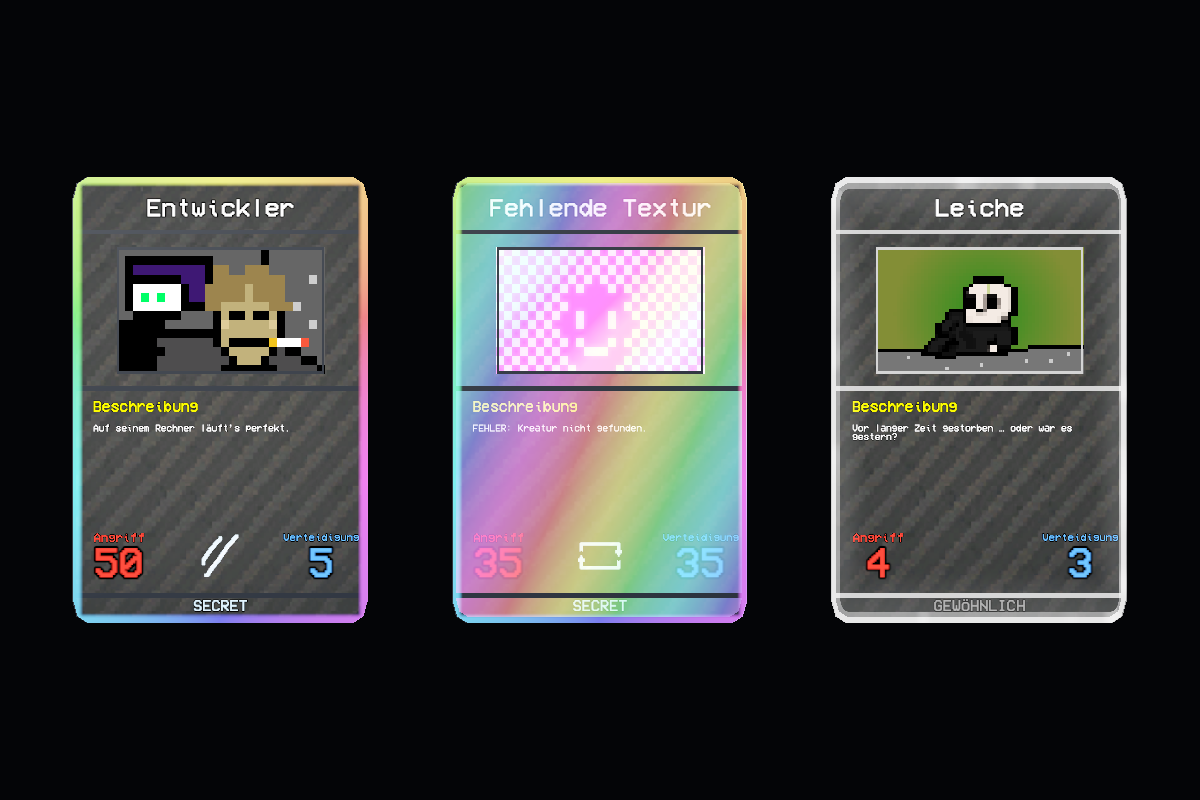 Entwickler
Beschreibung
Auf seinem Rechner läuft's perfekt.
Angriff
50
Verteidigung
5
SECRET
Fehlende Textur
Beschreibung
FEHLER: Kreatur nicht gefunden.
Angriff
35
Verteidigung
35
SECRET
Leiche
Beschreibung
Vor langer Zeit gestorben … oder war es
gestern?
Angriff
4
Verteidigung
3
GEWÖHNLICH